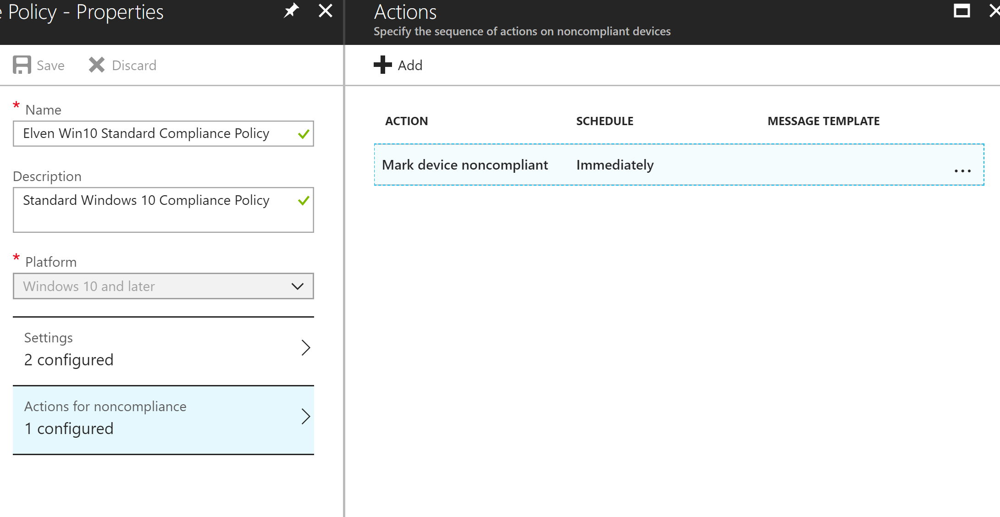 Policy - Properties
Save
Discard
* Name
Elven Win10 Standard Compliance Policy
Description
Standard Windows 10 Compliance Policy
* Platform
Windows 10 and later
Settings
2 configured
Actions for noncompliance
1 configured
Actions
Specify the sequence of actions on noncompliant devices
Add
ACTION SCHEDULE MESSAGE TEMPLATE
Mark device noncompliant Immediately ...